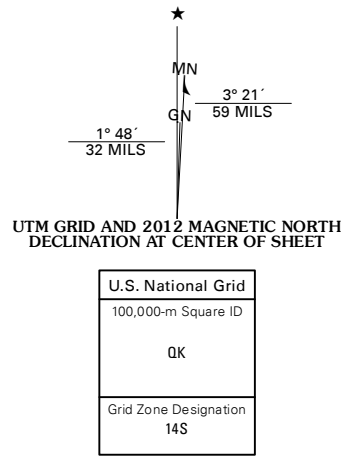 ★
MN
GN
3° 21´
59 MILS
1° 48´
32 MILS
UTM GRID AND 2012 MAGNETIC NORTH
DECLINATION AT CENTER OF SHEET
U.S. National Grid
100,000-m Square ID
QK
Grid Zone Designation
14S